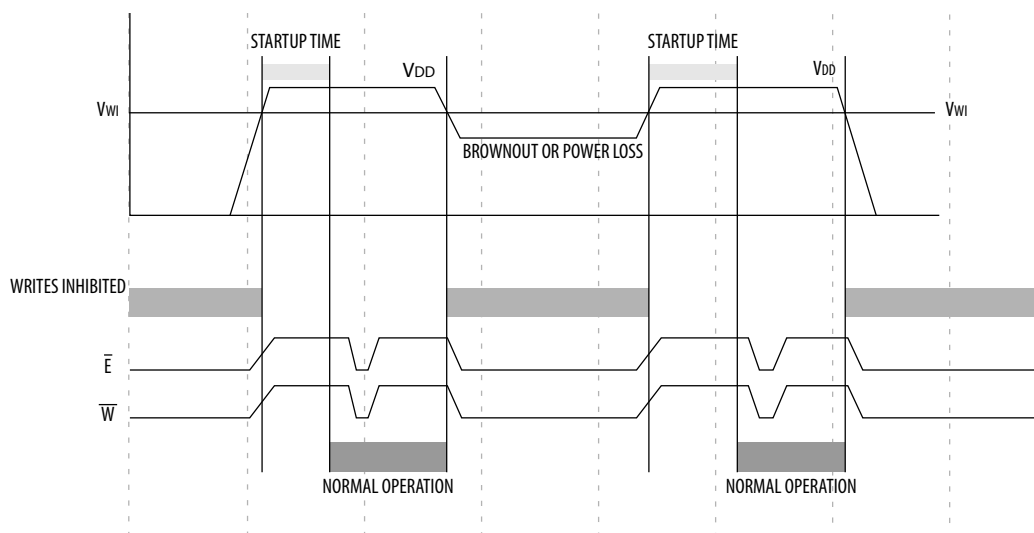 STARTUP TIME
STARTUP TIME
VDD
VDD
VWI
VWI
BROWNOUT OR POWER LOSS
WRITES INHIBITED
E̅
W̅
NORMAL OPERATION
NORMAL OPERATION